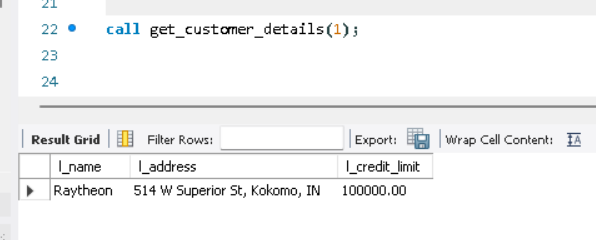 21
22 call get_customer_details(1);
23
24
Result Grid Filter Rows: Export: Wrap Cell Content: IA
l_name l_address l_credit_limit
Raytheon 514 W Superior St, Kokomo, IN 100000.00